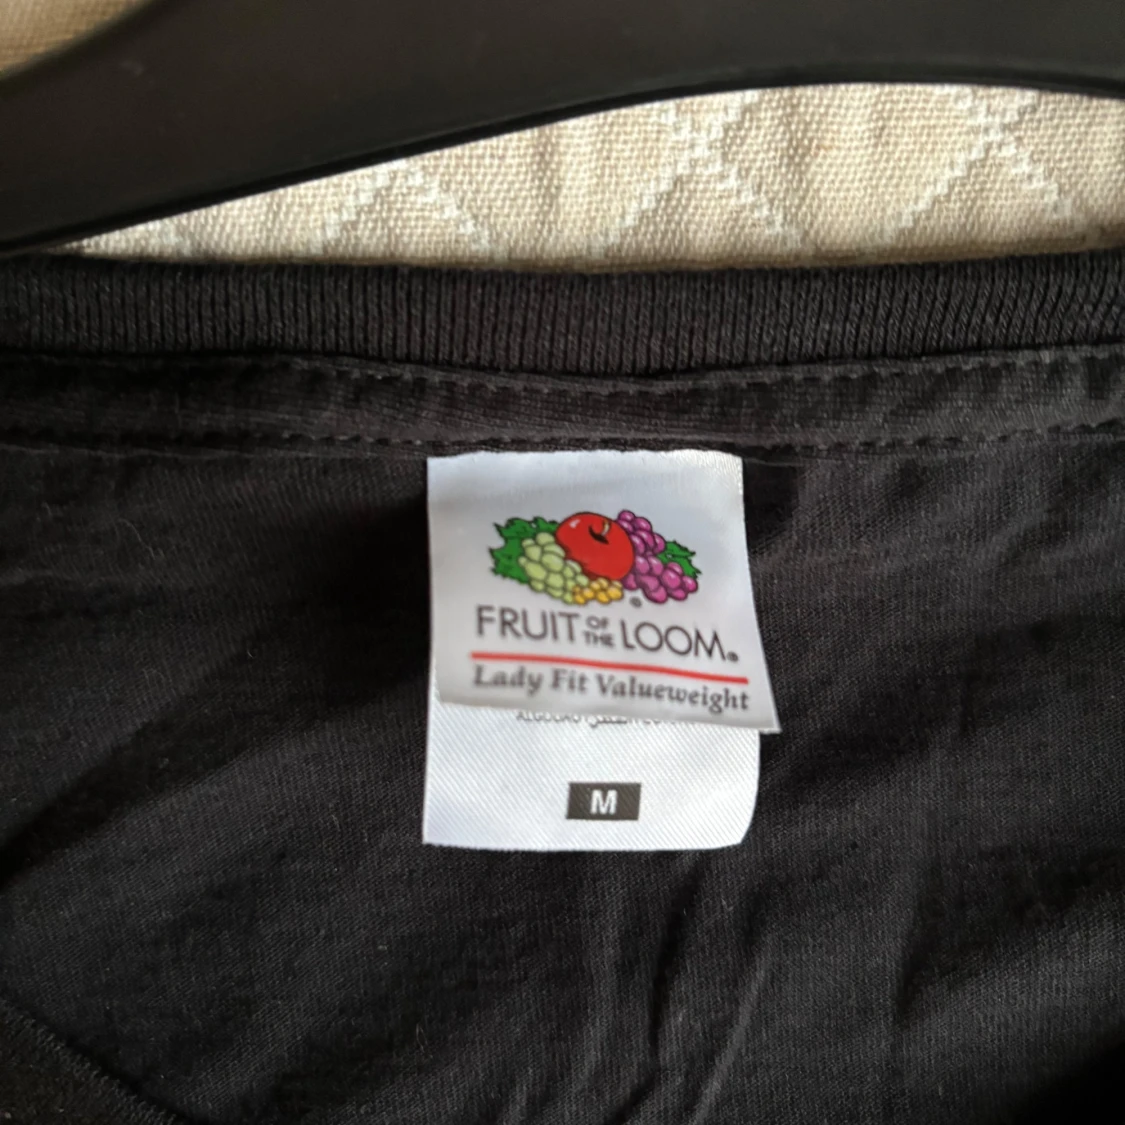 FRUIT OF THE LOOM®
Lady Fit Valueweight
M